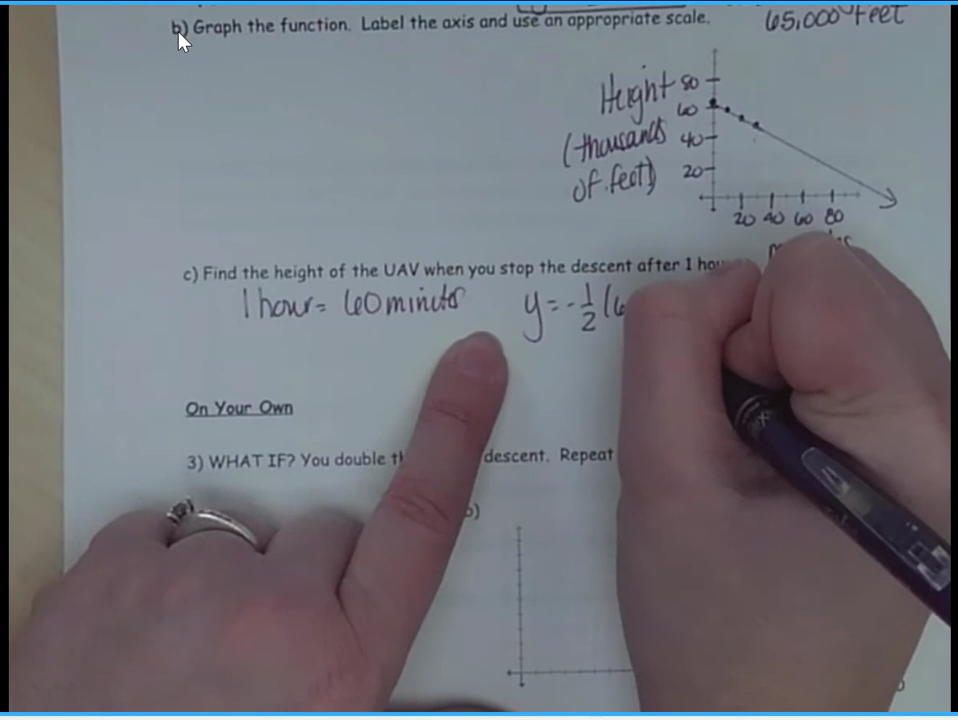 b) Graph the function. Label the axis and use an appropriate scale.
65,000 Feet
Height
(thousands
of feet)
80
60
40
20
20 40 60 80
c) Find the height of the UAV when you stop the descent after 1
1 hour = 60 minutes y = -1/2 (6
On Your Own
3) WHAT IF? You double descent. Repeat
b)